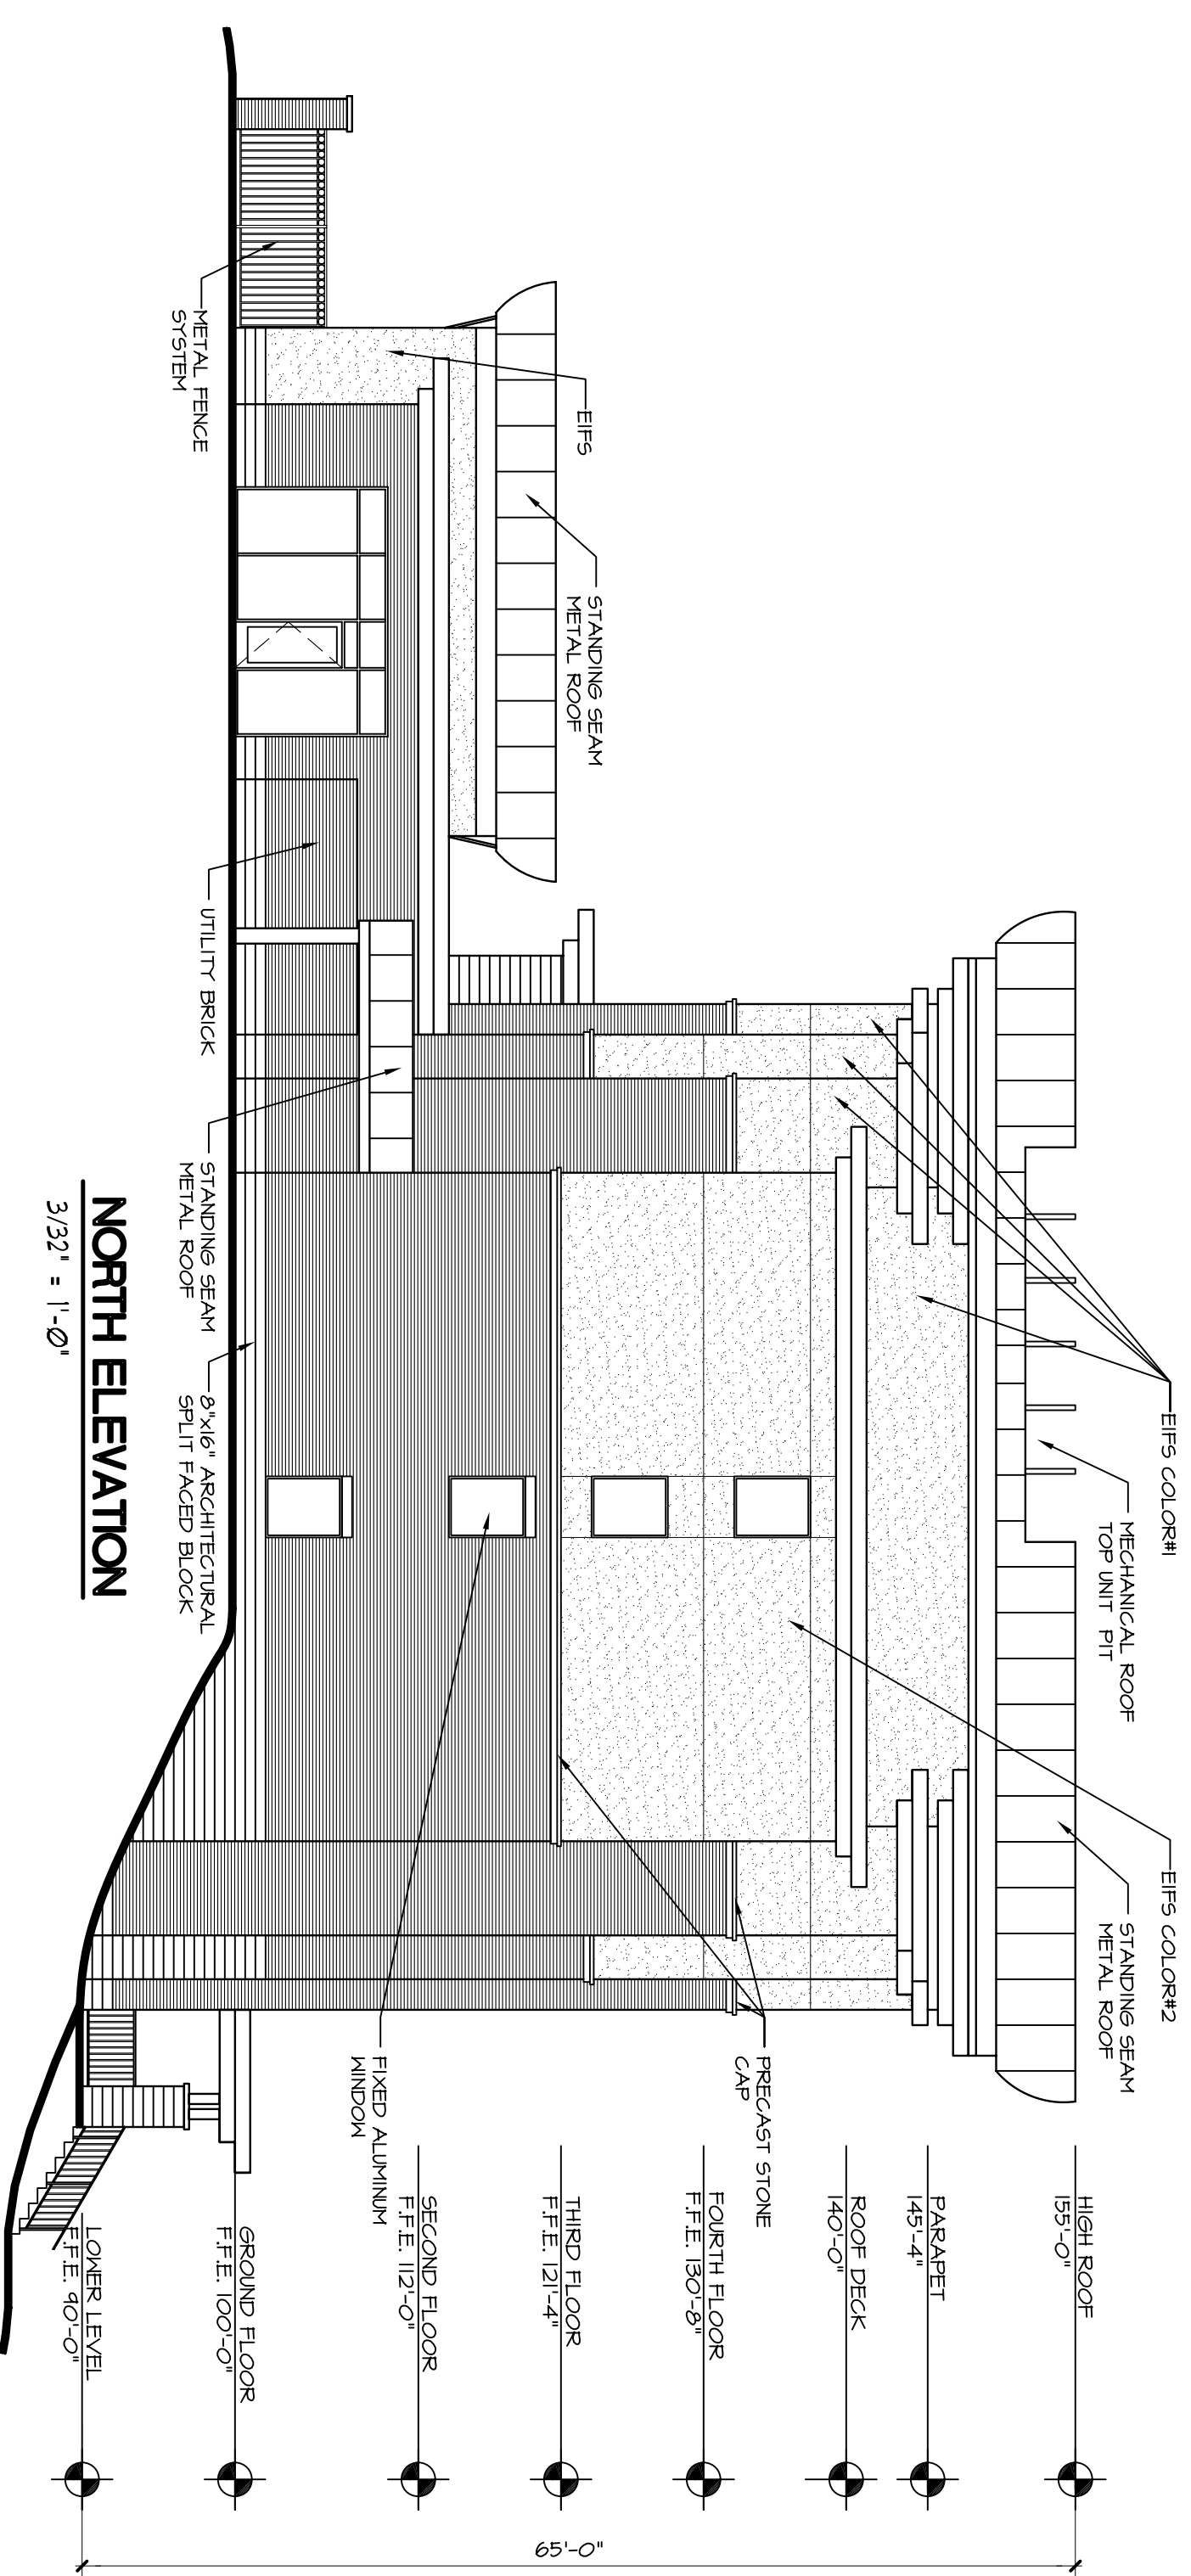 EIFS COLOR#1
MECHANICAL ROOF
TOP UNIT PIT
EIFS COLOR#2
STANDING SEAM
METAL ROOF
HIGH ROOF
155'-0"
PARAPET
145'-4"
ROOF DECK
140'-0"
PRECAST STONE
CAP
FOURTH FLOOR
F.F.E. 130'-8"
STANDING SEAM
METAL ROOF
EIFS
THIRD FLOOR
F.F.E. 121'-4"
65'-0"
FIXED ALUMINUM
WINDOW
SECOND FLOOR
F.F.E. 112'-0"
GROUND FLOOR
F.F.E. 100'-0"
METAL FENCE
SYSTEM
UTILITY BRICK
STANDING SEAM
METAL ROOF
8"x16" ARCHITECTURAL
SPLIT FACED BLOCK
LOWER LEVEL
F.F.E. 90'-0"
NORTH ELEVATION
3/32" = 1'-0"